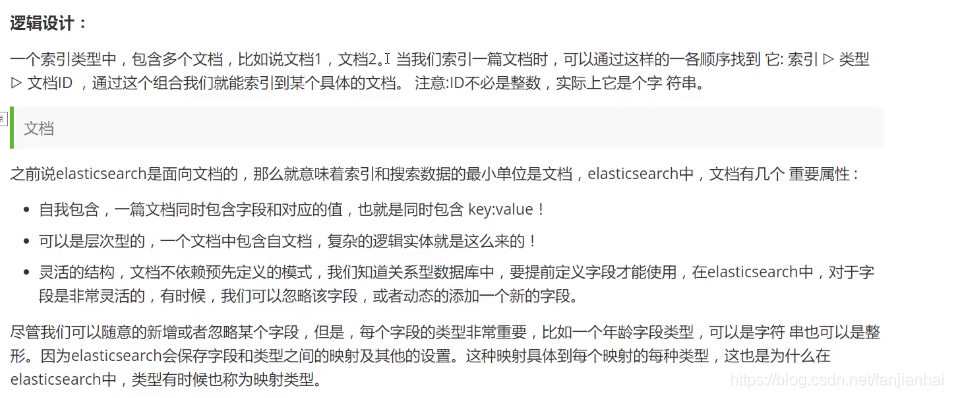 逻辑设计：
一个索引类型中，包含多个文档，比如说文档1，文档2。 当我们索引一篇文档时，可以通过这样的一各顺序找到 它: 索引 ▷ 类型
▷ 文档ID ，通过这个组合我们就能索引到某个具体的文档。 注意:ID不必是整数，实际上它是个字 符串。
文档
之前说elasticsearch是面向文档的，那么就意味着索引和搜索数据的最小单位是文档，elasticsearch中，文档有几个 重要属性 :
• 自我包含，一篇文档同时包含字段和对应的值，也就是同时包含 key:value！
• 可以是层次型的，一个文档中包含自文档，复杂的逻辑实体就是这么来的！
• 灵活的结构，文档不依赖预先定义的模式，我们知道关系型数据库中，要提前定义字段才能使用，在elasticsearch中，对于字
段是非常灵活的，有时候，我们可以忽略该字段，或者动态的添加一个新的字段。
尽管我们可以随意的新增或者忽略某个字段，但是，每个字段的类型非常重要，比如一个年龄字段类型，可以是字符 串也可以是整
形。因为elasticsearch会保存字段和类型之间的映射及其他的设置。这种映射具体到每个映射的每种类型，这也是为什么在
elasticsearch中，类型有时候也称为映射类型。
https://blog.csdn.net/fanjianhai